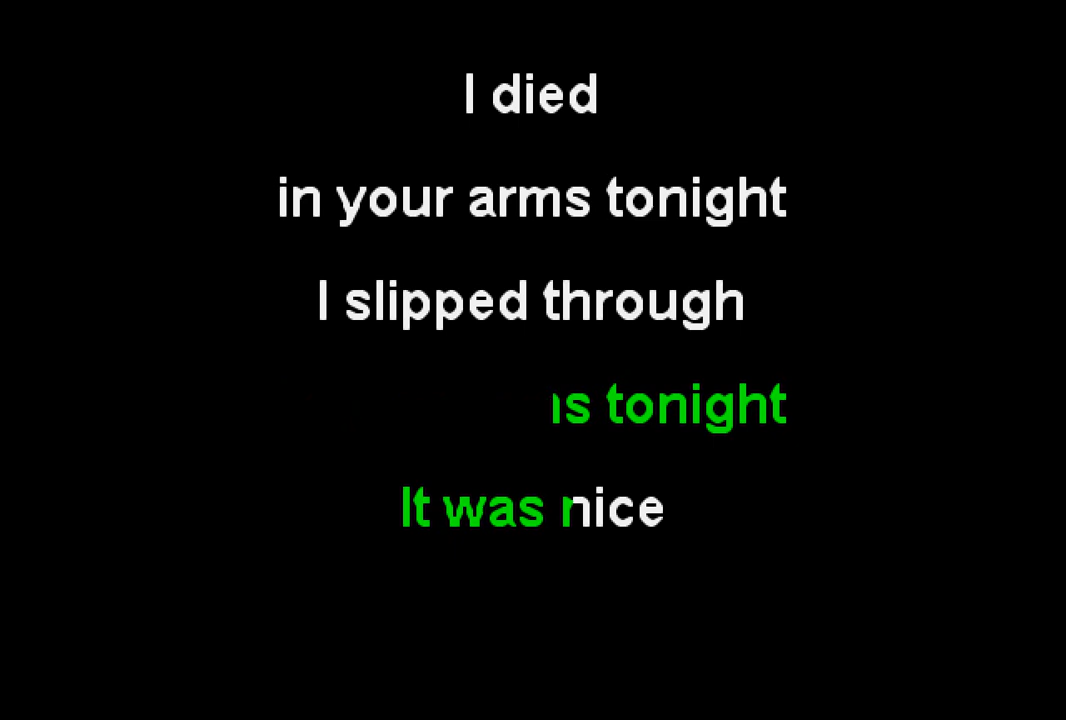 I died
in your arms tonight
I slipped through
tonight
It was nice